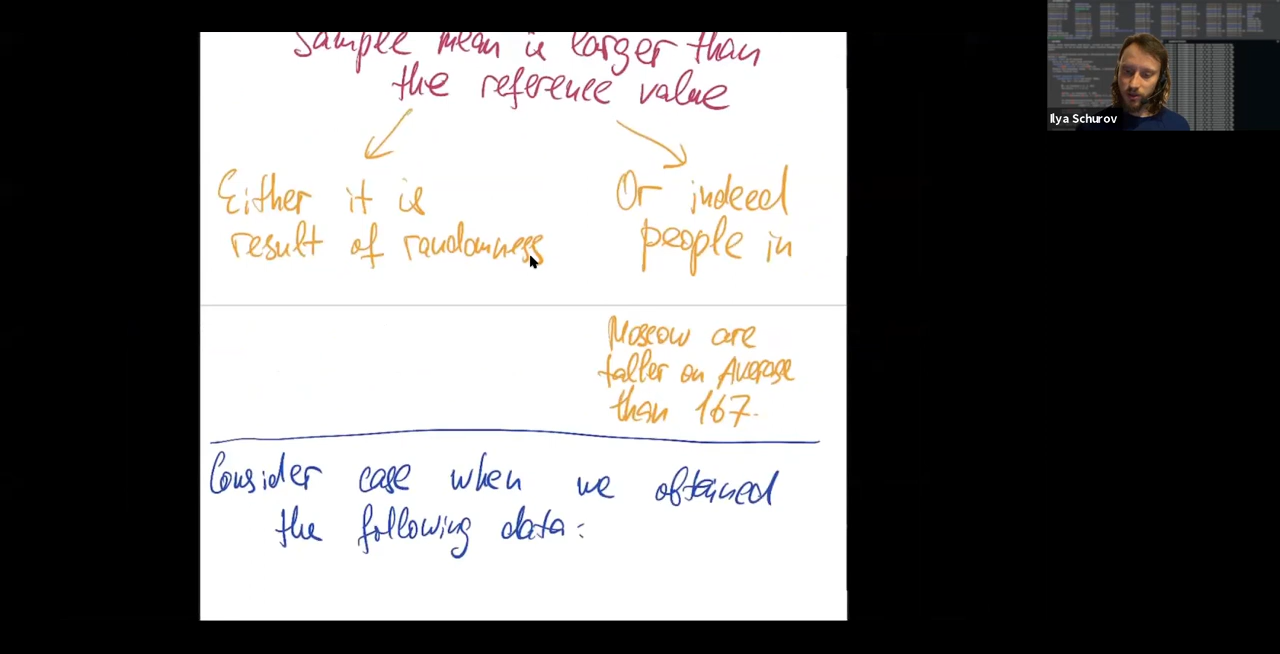 Sample mean is larger than
the reference value
Either it is
result of randomness
Or indeed
people in
Moscow are
taller on Average
than 167.
Consider case when we obtained
the following data:
Ilya Schurov